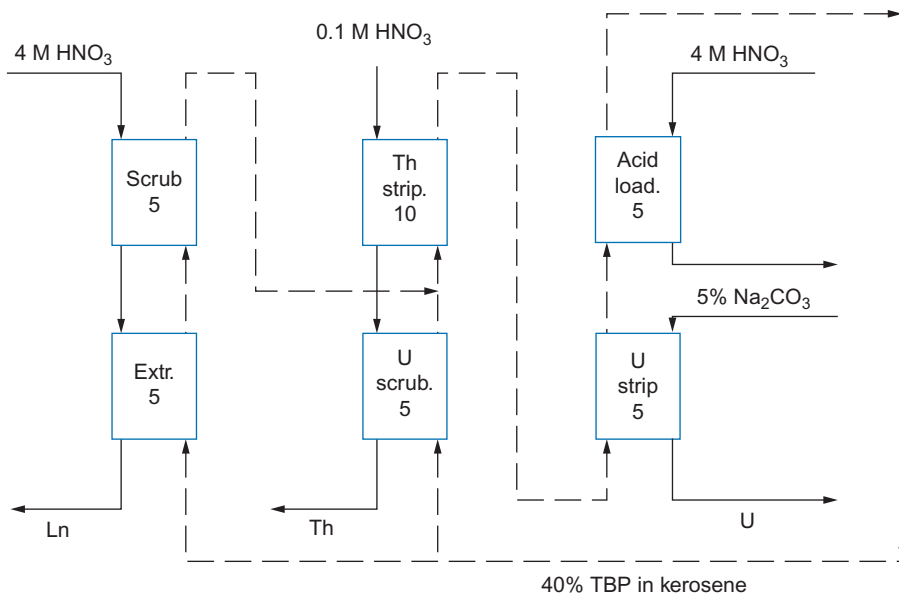 4 M HNO₃
0.1 M HNO₃
4 M HNO₃
Scrub
5
Th
strip.
10
Acid
load.
5
5% Na₂CO₃
Extr.
5
U
scrub.
5
U
strip
5
Ln
Th
U
40% TBP in kerosene